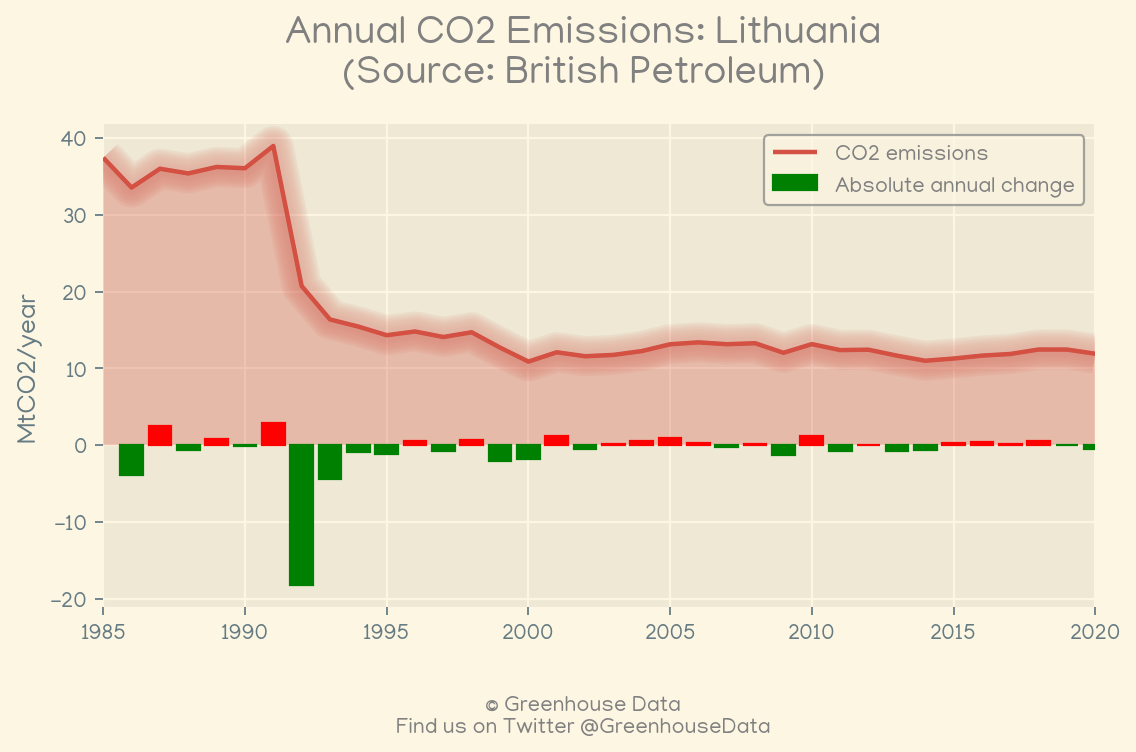 Annual CO2 Emissions: Lithuania
(Source: British Petroleum)
CO2 emissions
Absolute annual change
MtCO2/year
40
30
20
10
0
−10
−20
1985
1990
1995
2000
2005
2010
2015
2020
© Greenhouse Data
Find us on Twitter @GreenhouseData